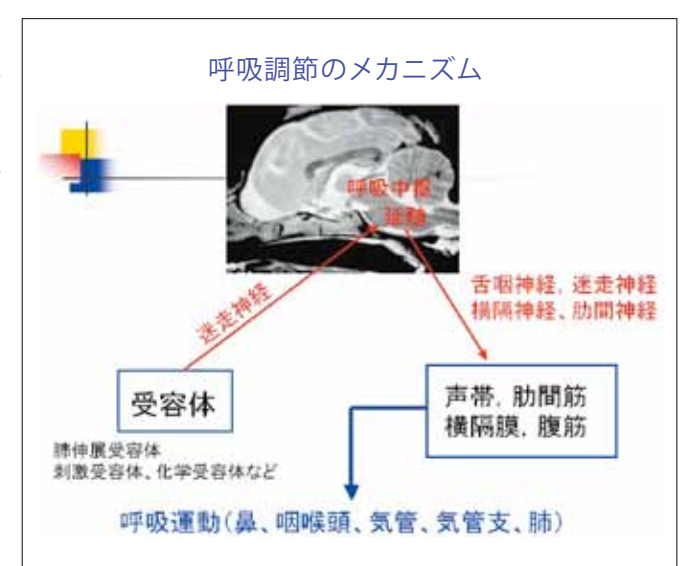 呼吸調節のメカニズム
呼吸中枢
延髄
迷走神経
舌咽神経, 迷走神経
横隔神経、肋間神経
受容体
声帯, 肋間筋
横隔膜, 腹筋
肺伸展受容体
刺激受容体、化学受容体など
呼吸運動(鼻、咽喉頭、気管、気管支、肺)